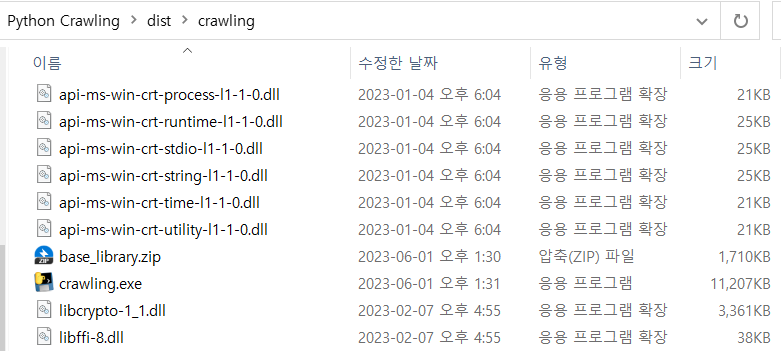 Python Crawling > dist > crawling
이름 수정한 날짜 유형 크기
api-ms-win-crt-process-l1-1-0.dll 2023-01-04 오후 6:04 응용 프로그램 확장 21KB
api-ms-win-crt-runtime-l1-1-0.dll 2023-01-04 오후 6:04 응용 프로그램 확장 25KB
api-ms-win-crt-stdio-l1-1-0.dll 2023-01-04 오후 6:04 응용 프로그램 확장 25KB
api-ms-win-crt-string-l1-1-0.dll 2023-01-04 오후 6:04 응용 프로그램 확장 25KB
api-ms-win-crt-time-l1-1-0.dll 2023-01-04 오후 6:04 응용 프로그램 확장 21KB
api-ms-win-crt-utility-l1-1-0.dll 2023-01-04 오후 6:04 응용 프로그램 확장 21KB
ZIP base_library.zip 2023-06-01 오후 1:30 압축(ZIP) 파일 1,710KB
crawling.exe 2023-06-01 오후 1:31 응용 프로그램 11,207KB
libcrypto-1_1.dll 2023-02-07 오후 4:55 응용 프로그램 확장 3,361KB
libffi-8.dll 2023-02-07 오후 4:55 응용 프로그램 확장 38KB